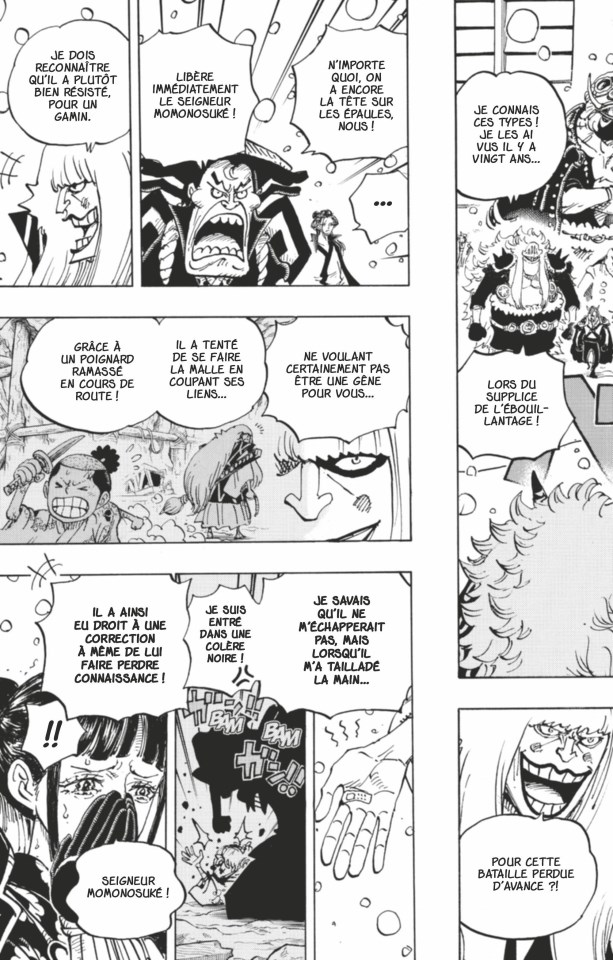 JE CONNAIS
CES TYPES !
JE LES AI
VUS IL Y A
VINGT ANS...
LORS DU
SUPPLICE
DE L'ÉBOUIL-
LANTAGE !
POUR CETTE
BATAILLE PERDUE
D'AVANCE ?!
N'IMPORTE
QUOI, ON
A ENCORE
LA TÊTE SUR
LES ÉPAULES,
NOUS !
...
LIBÈRE
IMMÉDIATEMENT
LE SEIGNEUR
MOMONOSUKÉ !
JE DOIS
RECONNAÎTRE
QU'IL A PLUTÔT
BIEN RÉSISTÉ,
POUR UN
GAMIN.
NE VOULANT
CERTAINEMENT PAS
ÊTRE UNE GÊNE
POUR VOUS...
IL A TENTÉ
DE SE FAIRE
LA MALLE EN
COUPANT SES
LIENS...
GRÂCE À
UN POIGNARD
RAMASSÉ
EN COURS DE
ROUTE !
JE SAVAIS
QU'IL NE
M'ÉCHAPPERAIT
PAS, MAIS
LORSQU'IL
M'A TAILLADÉ
LA MAIN...
JE SUIS
ENTRÉ
DANS UNE
COLÈRE
NOIRE !
BAM
BAM
ガン!!
IL A AINSI
EU DROIT À UNE
CORRECTION
À MÊME DE LUI
FAIRE PERDRE
CONNAISSANCE !
!!
SEIGNEUR
MOMONOSUKÉ !